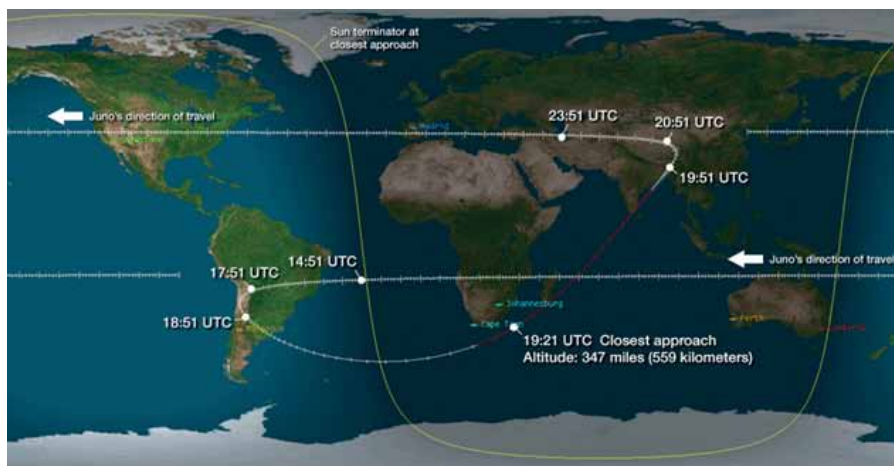 Sun terminator at
closest approach
Juno's direction of travel
23:51 UTC
20:51 UTC
Madrid
19:51 UTC
Juno's direction of travel
14:51 UTC
17:51 UTC
18:51 UTC
Johannesburg
Cape Town
Perth
19:21 UTC Closest approach
Altitude: 347 miles (559 kilometers)